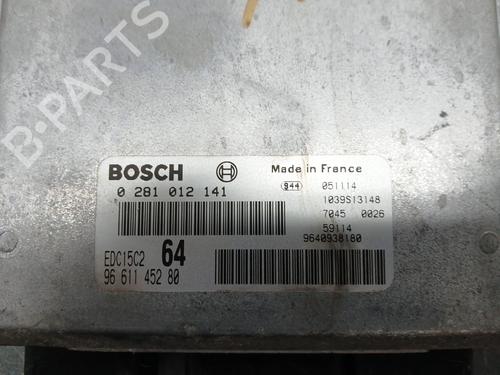 B-PARTS
BOSCH
Made in France
0 281 012 141
944 051114
1039S13148
7045 0026
59114
9640938180
EDC15C2 64
96 611 452 80